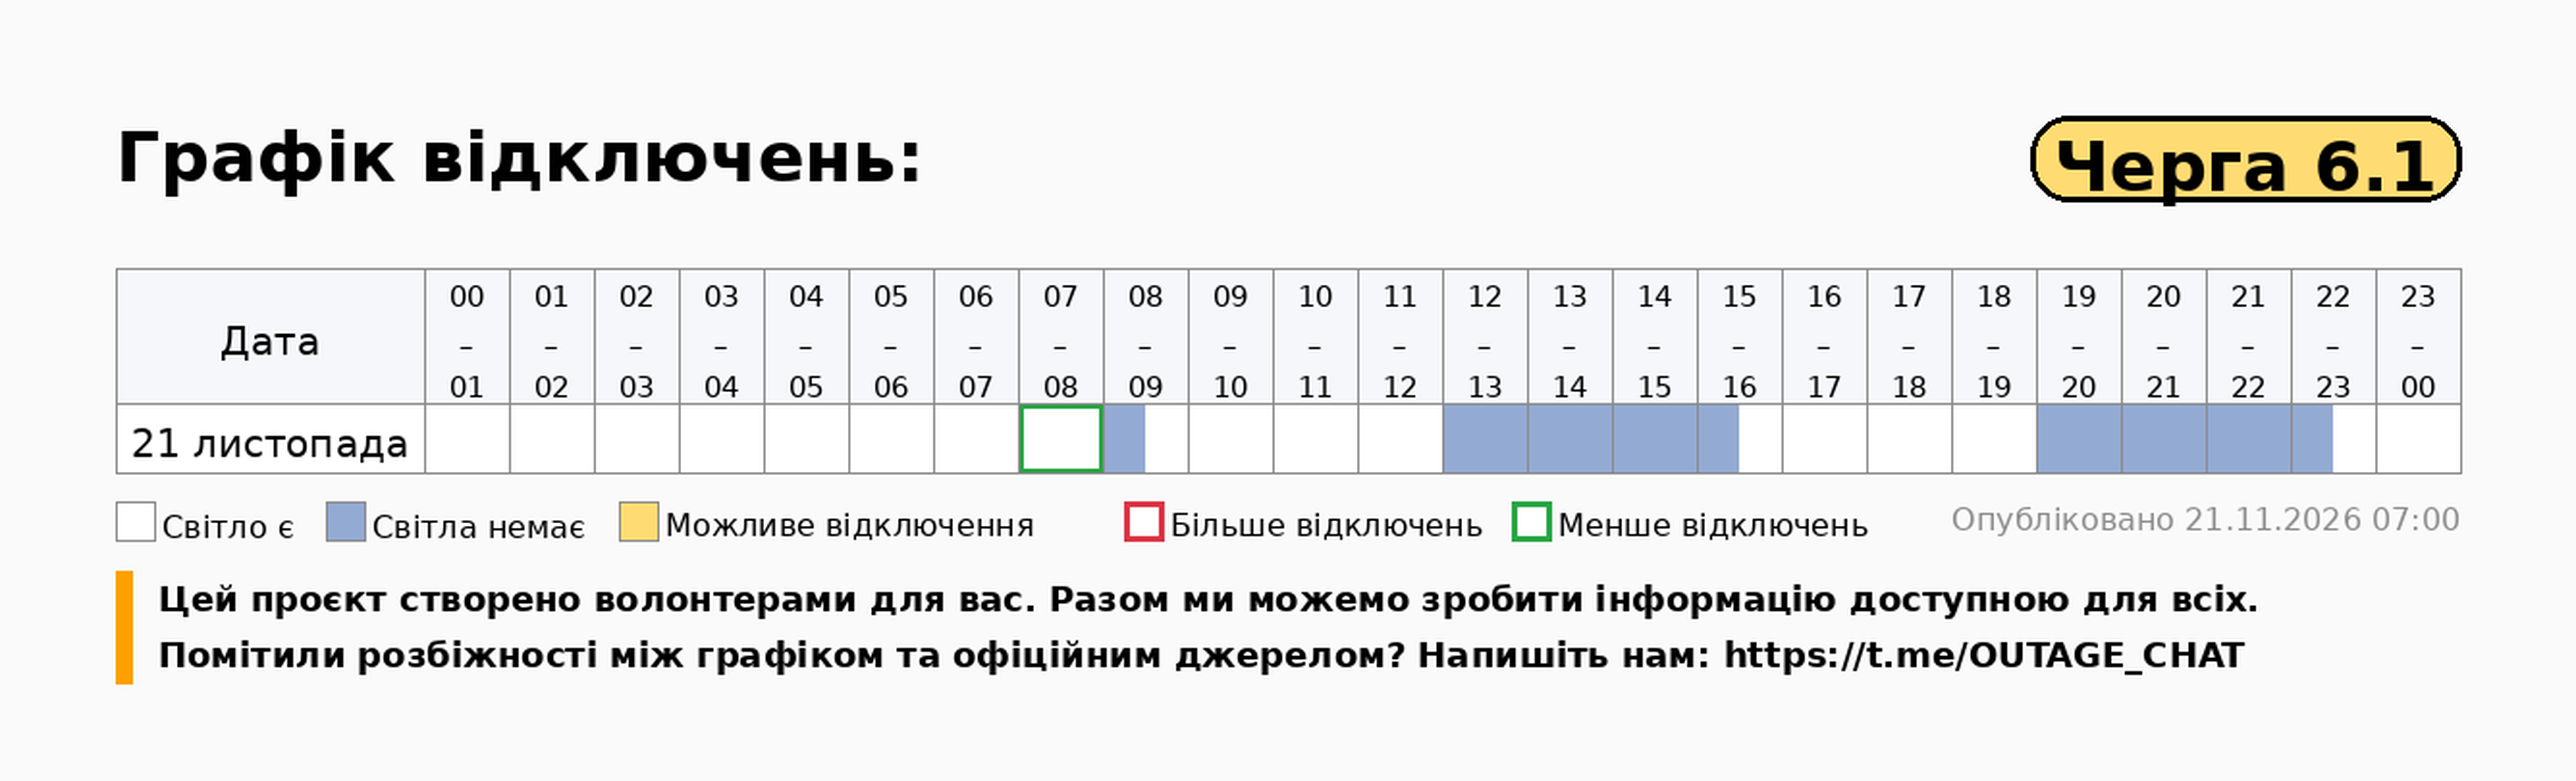 Графік відключень:
Черга 6.1
Дата
00 – 01
01 – 02
02 – 03
03 – 04
04 – 05
05 – 06
06 – 07
07 – 08
08 – 09
09 – 10
10 – 11
11 – 12
12 – 13
13 – 14
14 – 15
15 – 16
16 – 17
17 – 18
18 – 19
19 – 20
20 – 21
21 – 22
22 – 23
23 – 00
21 листопада
Світло є
Світла немає
Можливе відключення
Більше відключень
Менше відключень
Опубліковано 21.11.2026 07:00
Цей проєкт створено волонтерами для вас. Разом ми можемо зробити інформацію доступною для всіх.
Помітили розбіжності між графіком та офіційним джерелом? Напишіть нам: https://t.me/OUTAGE_CHAT